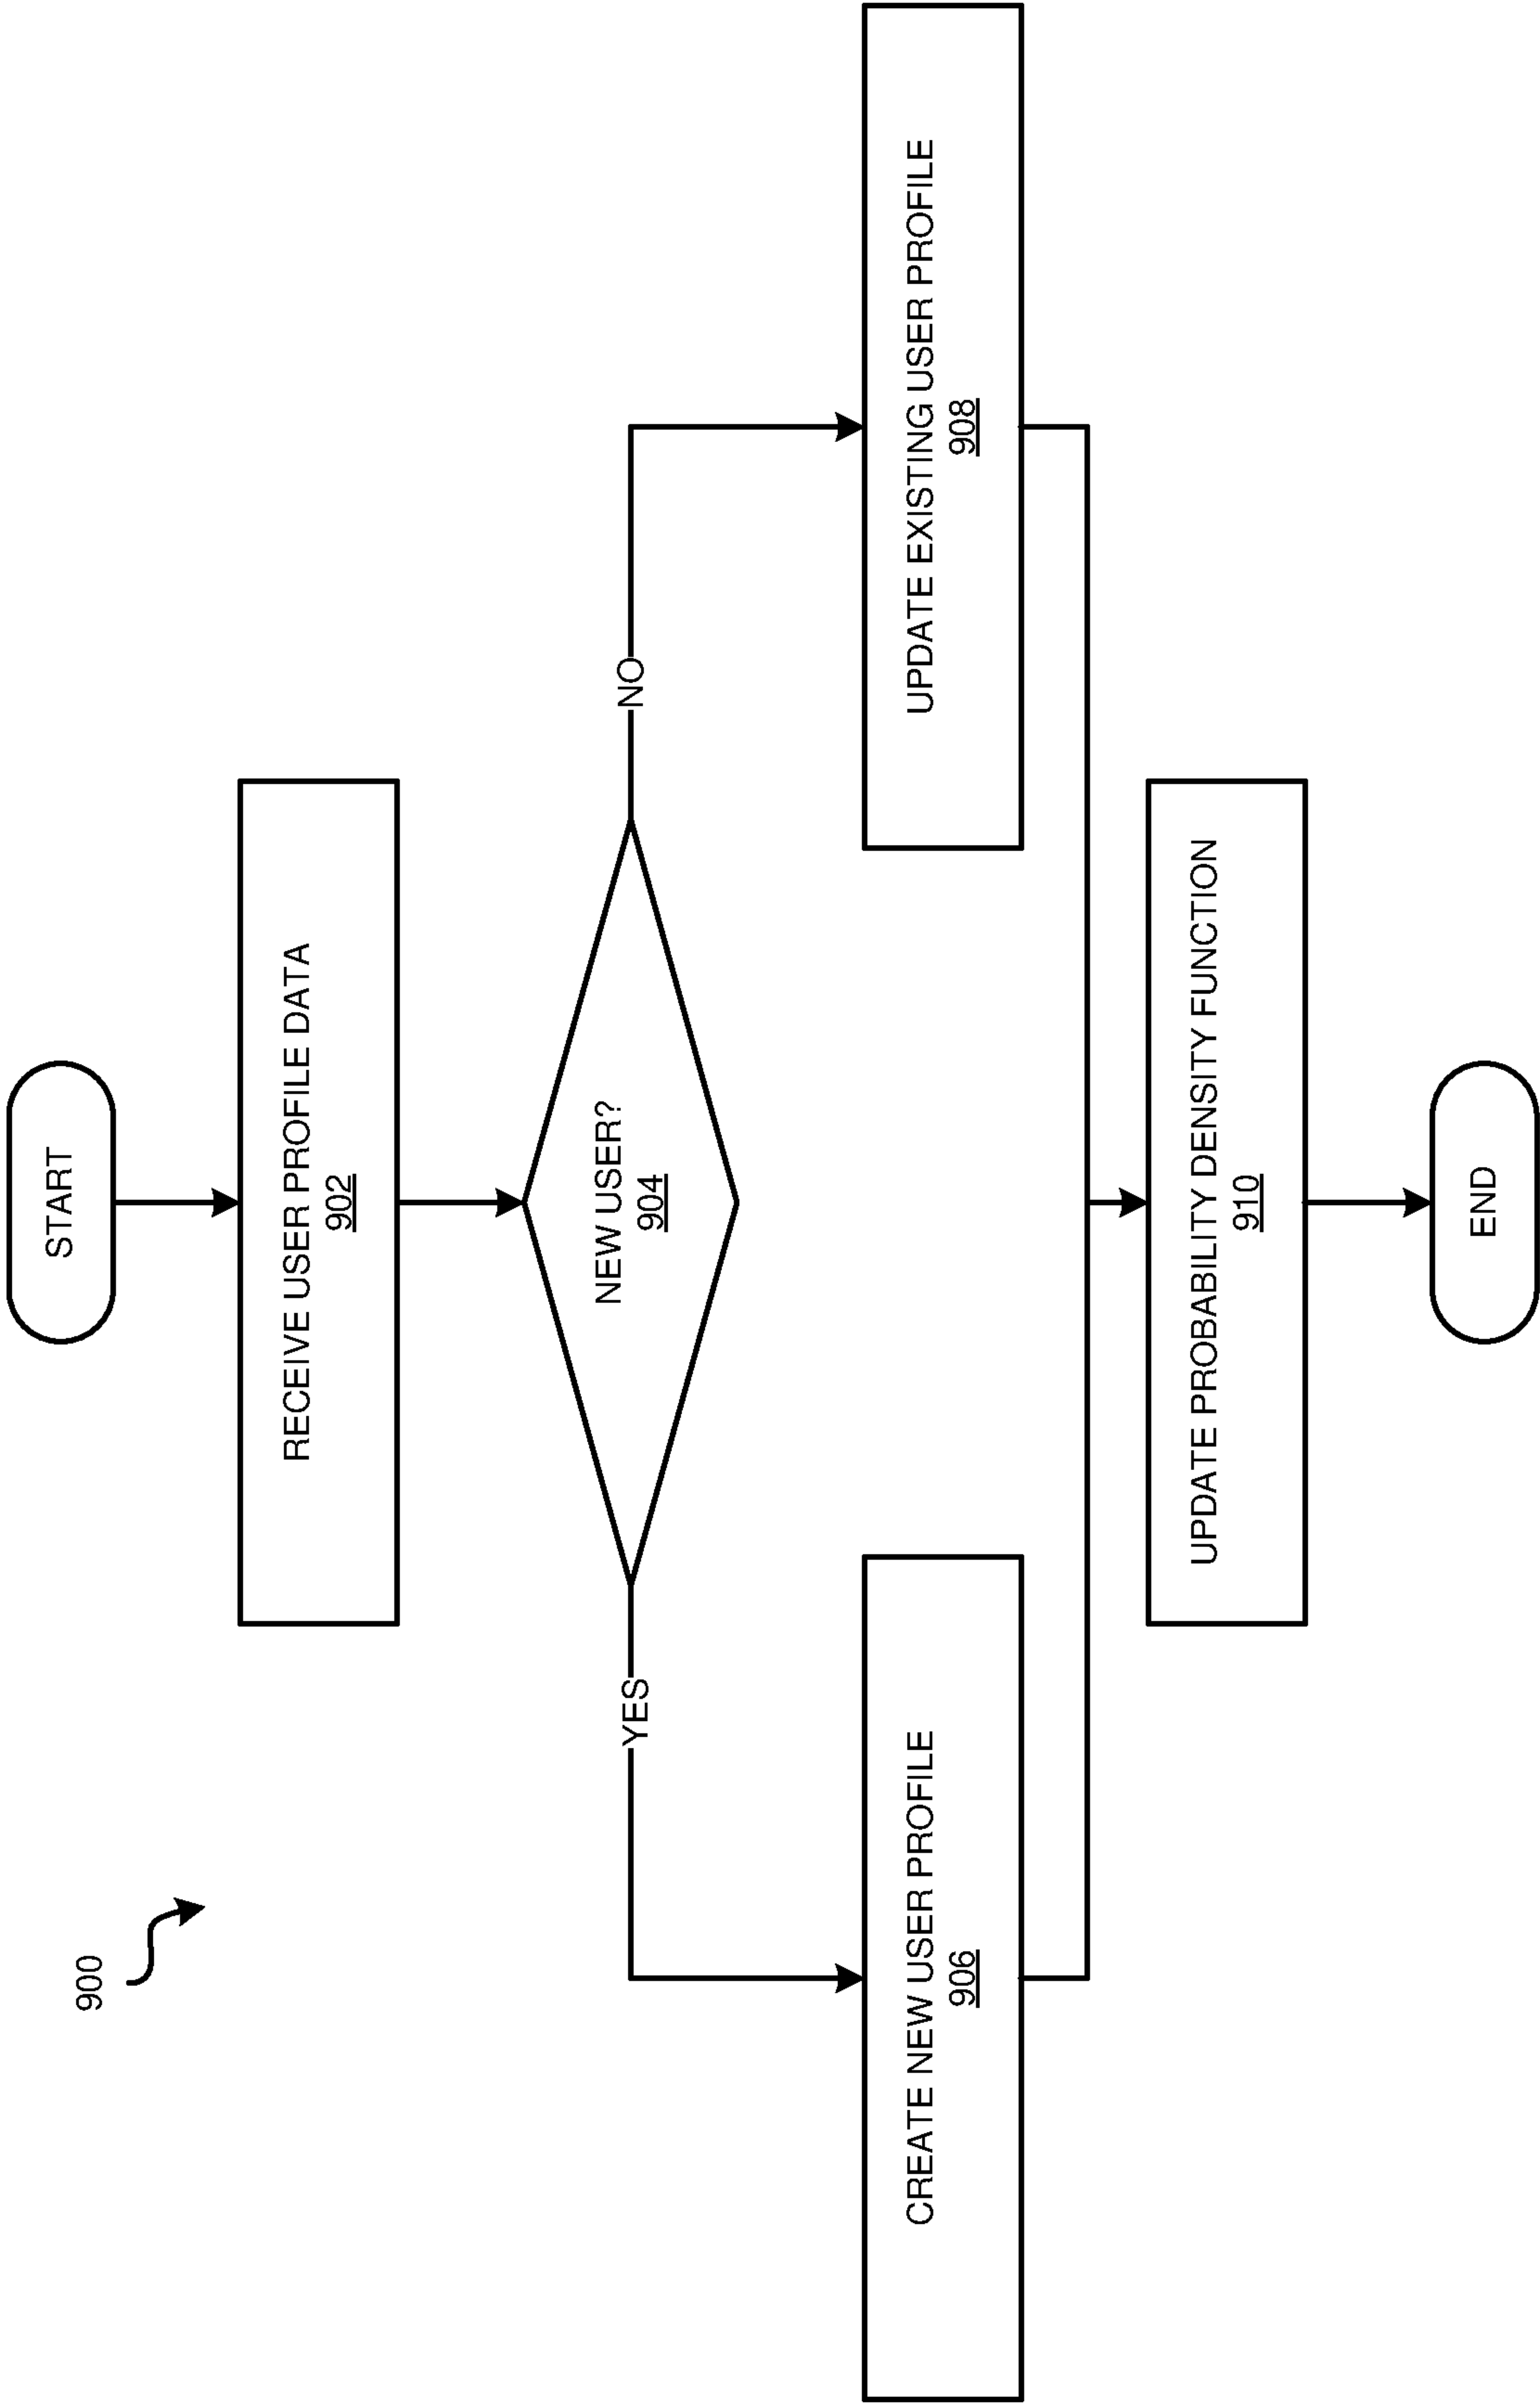 900
START
RECEIVE USER PROFILE DATA
902
NEW USER?
904
YES
NO
CREATE NEW USER PROFILE
906
UPDATE EXISTING USER PROFILE
908
UPDATE PROBABILITY DENSITY FUNCTION
910
END